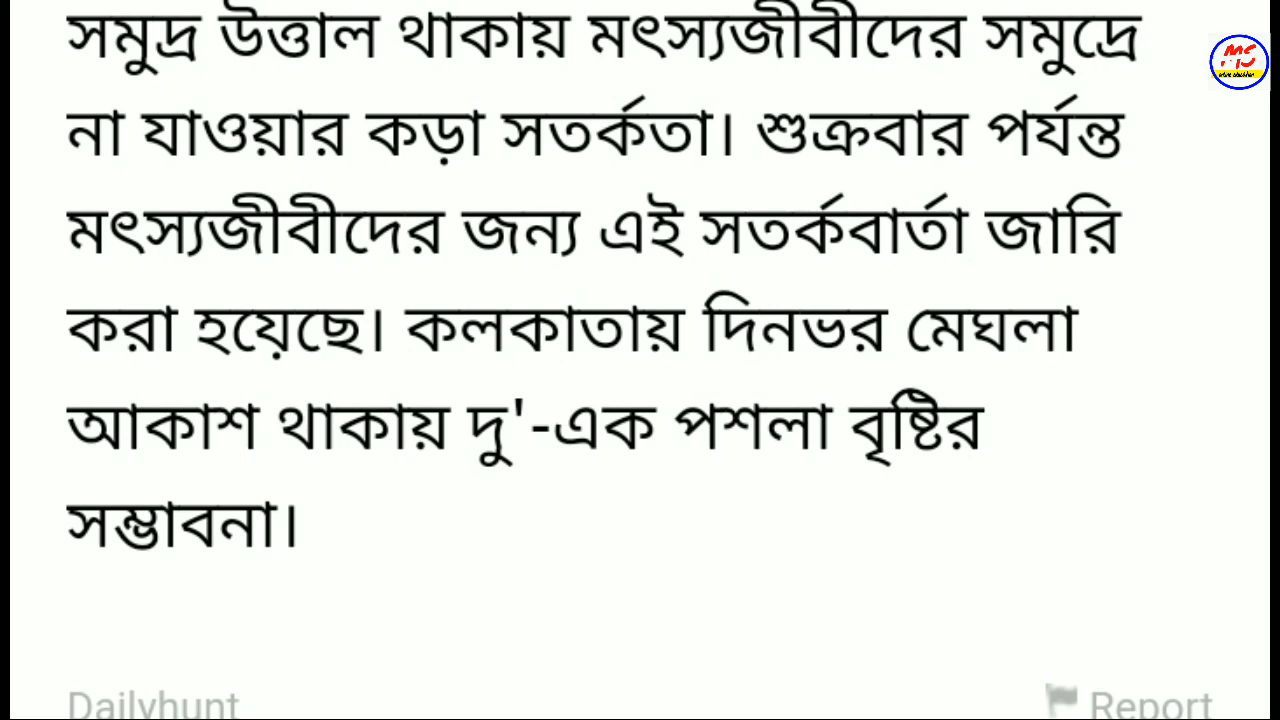 সমুদ্র উত্তাল থাকায় মৎস্যজীবীদের সমুদ্রে
না যাওয়ার কড়া সতর্কতা। শুক্রবার পর্যন্ত
মৎস্যজীবীদের জন্য এই সতর্কবার্তা জারি
করা হয়েছে। কলকাতায় দিনভর মেঘলা
আকাশ থাকায় দু'-এক পশলা বৃষ্টির
সম্ভাবনা।
Dailyhunt
Report
MS